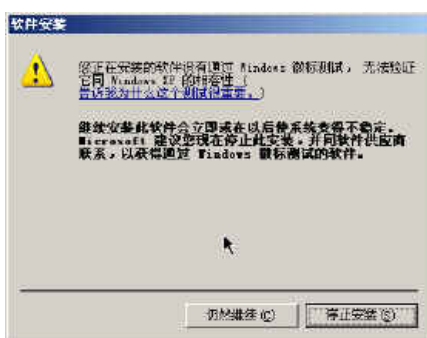 软件安装
您正在安装的软件没有通过 Windows 徽标测试，无法验证
它同 Windows XP 的相容性（
告诉我为什么这个测试很重要。）
继续安装此软件会立即或在以后使系统变得不稳定。
Microsoft 建议您现在停止此安装，并同软件供应商
联系，以获得通过 Windows 徽标测试的软件。
仍然继续(C)
停止安装(S)